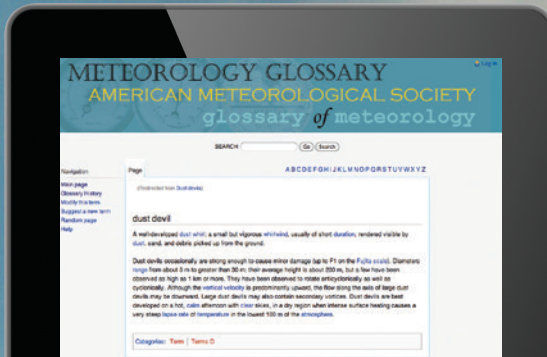 METEOROLOGY GLOSSARY
AMERICAN METEOROLOGICAL SOCIETY
glossary of meteorology
Log in
SEARCH Go Search
Navigation
Main page
Glossary History
Modify this term
Suggest a new term
Random page
Help
Page
A B C D E F G H I J K L M N O P Q R S T U V W X Y Z
(Redirected from Dust devils)
dust devil
A well-developed dust whirl; a small but vigorous whirlwind, usually of short duration, rendered visible by
dust, sand, and debris picked up from the ground.
Dust devils occasionally are strong enough to cause minor damage (up to F1 on the Fujita scale). Diameters
range from about 3 m to greater than 30 m; their average height is about 200 m, but a few have been
observed as high as 1 km or more. They have been observed to rotate anticyclonically as well as
cyclonically. Although the vertical velocity is predominantly upward, the flow along the axis of large dust
devils may be downward. Large dust devils may also contain secondary vortices. Dust devils are best
developed on a hot, calm afternoon with clear skies, in a dry region when intense surface heating causes a
very steep lapse rate of temperature in the lowest 100 m of the atmosphere.
Categories: Term | Terms D